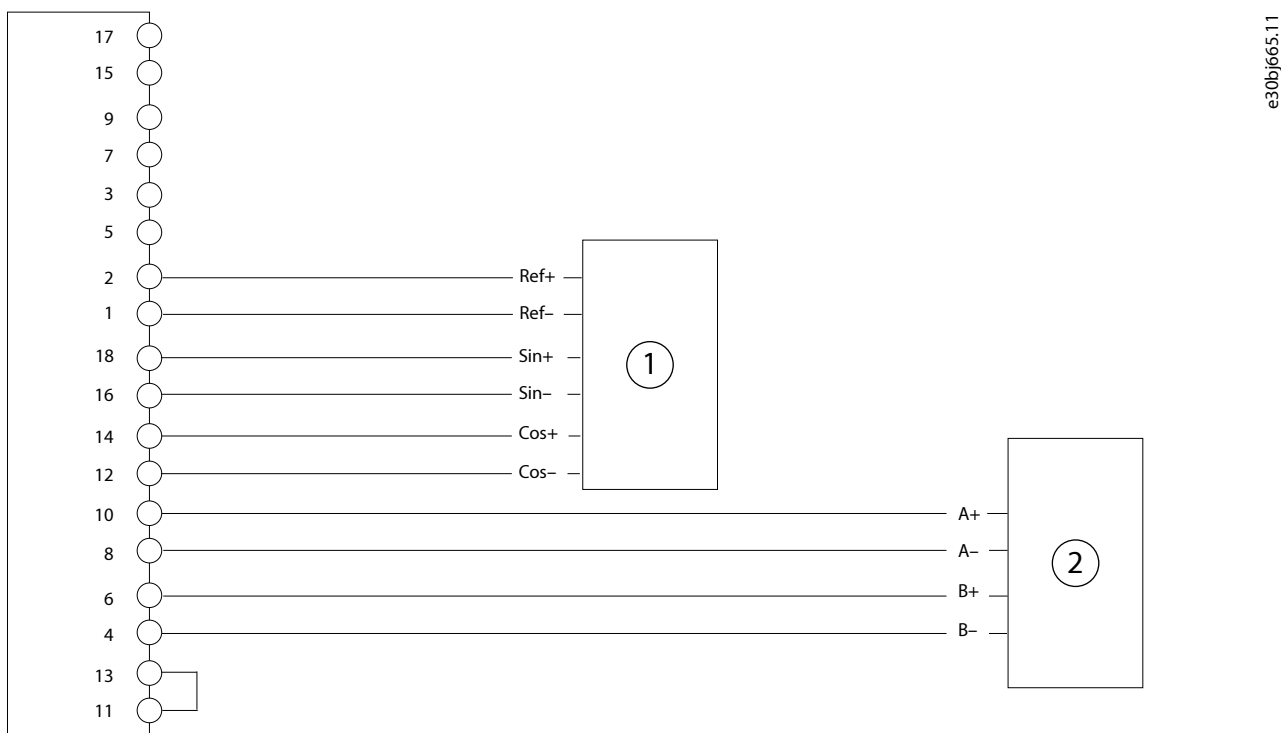 17
15
9
7
3
5
2 Ref+
1 Ref–
18 Sin+
16 Sin–
14 Cos+
12 Cos–
1
10 A+
8 A–
6 B+
4 B–
2
13
11
e30bj665.11